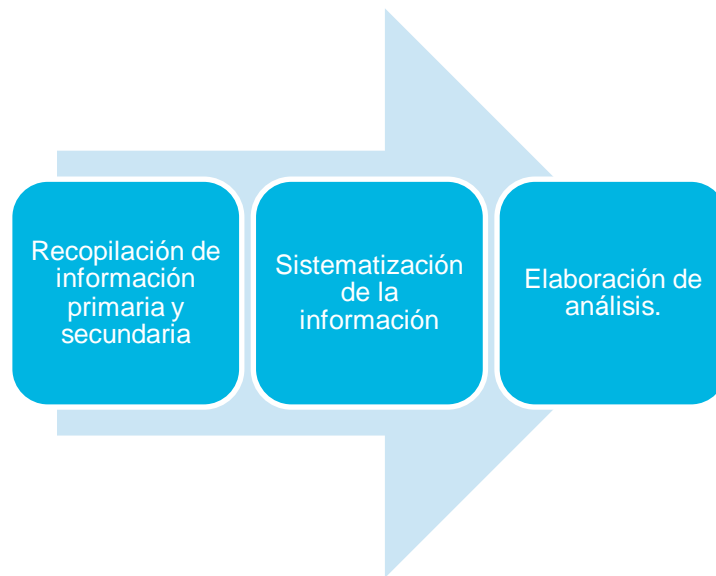 Recopilación de
información
primaria y
secundaria
Sistematización
de la
información
Elaboración de
análisis.